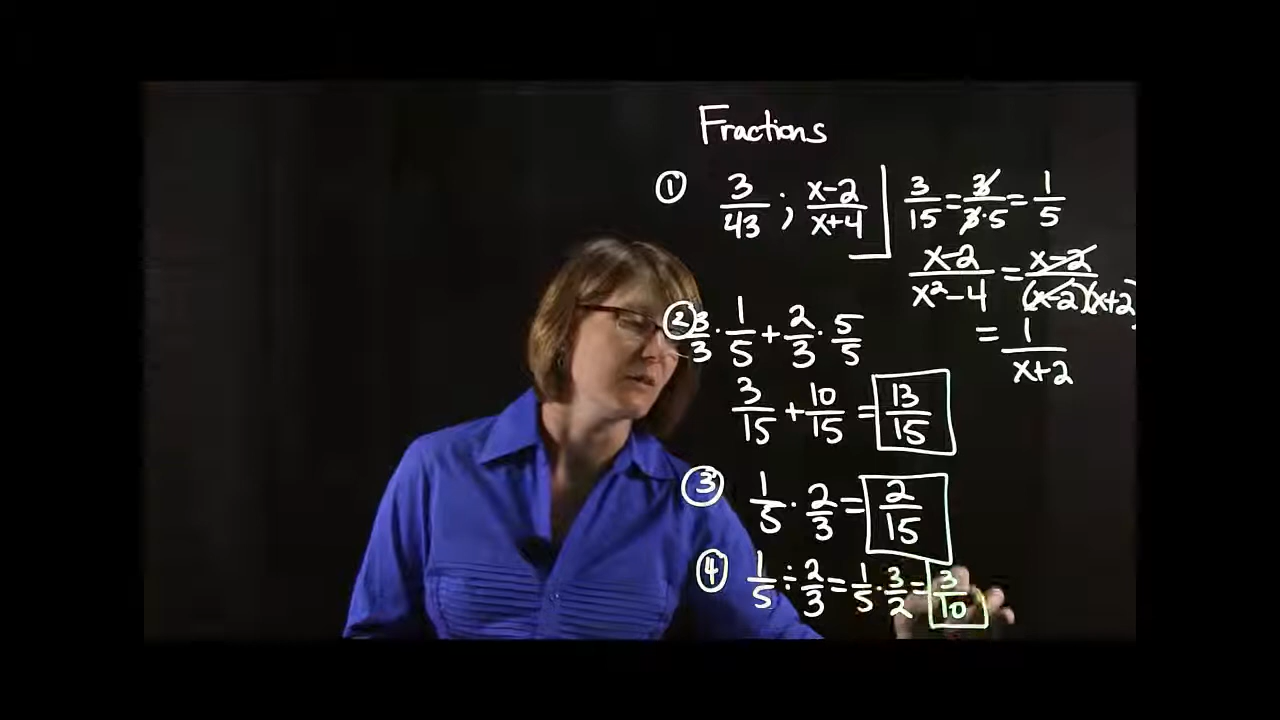 Fractions
① 3/43 ; (x-2)/(x+4)
3/15 = 3/(3·5) = 1/5
(x-2)/(x²-4) = (x-2)/((x-2)(x+2))
= 1/(x+2)
② 3/3 · 1/5 + 2/3 · 5/5
3/15 + 10/15 = 13/15
③ 1/5 · 2/3 = 2/15
④ 1/5 ÷ 2/3 = 1/5 · 3/2 = 3/10